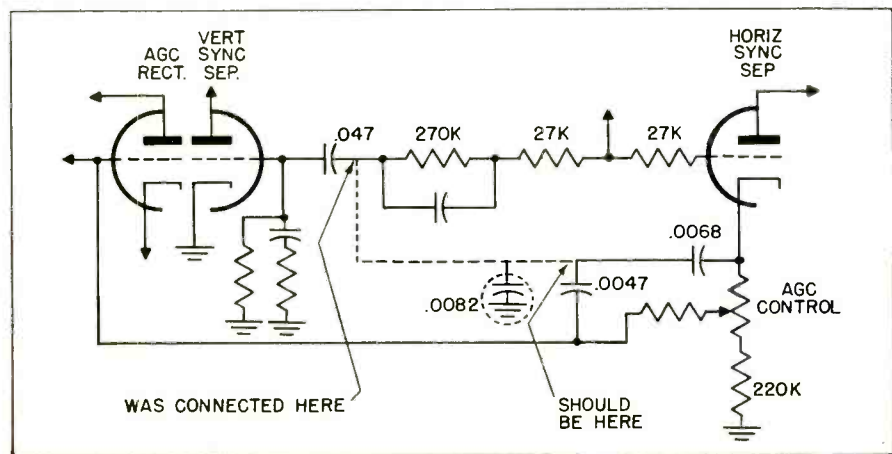 AGC
RECT.
VERT
SYNC
SEP.
HORIZ
SYNC
SEP
.047
270K
27K
27K
.0068
.0047
.0082
AGC
CONTROL
220K
WAS CONNECTED HERE
SHOULD
BE HERE